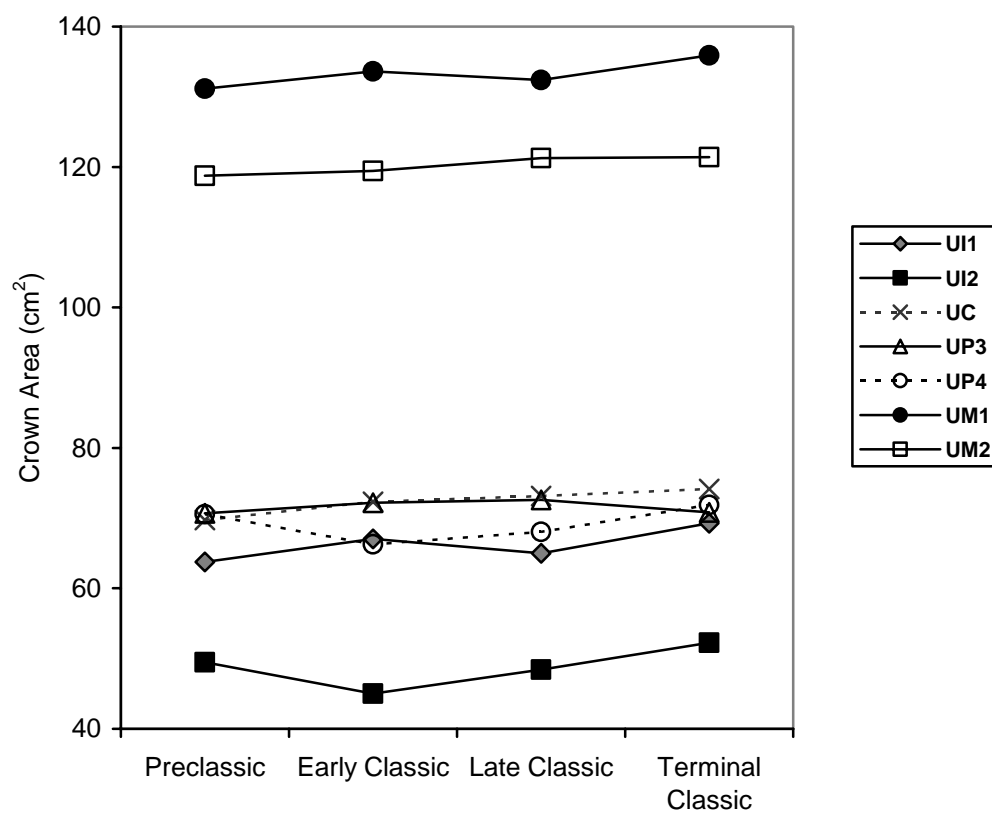 140
120
100
80
60
40
Crown Area (cm²)
Preclassic
Early Classic
Late Classic
Terminal
Classic
UI1
UI2
UC
UP3
UP4
UM1
UM2